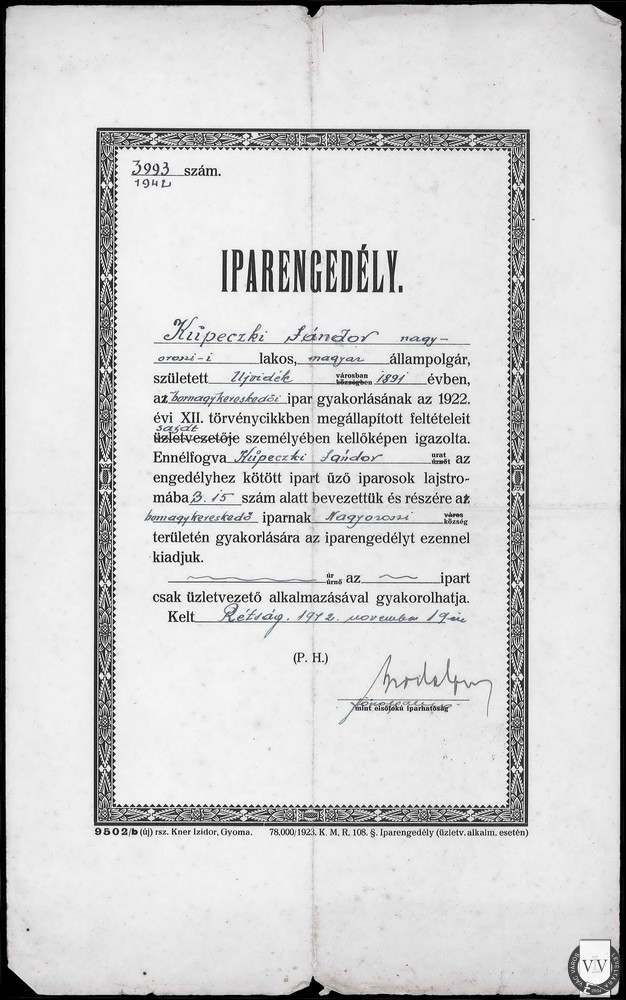 3993 szám.
1942
IPARENGEDÉLY.
Küpeczki Sándor nagy-
oroszi-i lakos, magyar állampolgár,
született Ujvidék városban községben 1891 évben,
az bornagykereskedői ipar gyakorlásának az 1922.
évi XII. törvénycikkben megállapított feltételeit
saját
üzletvezetője személyében kellőképen igazolta.
Ennélfogva Küpeczki Sándor urat úrnőt az
engedélyhez kötött ipart űző iparosok lajstro-
mába B. 15 szám alatt bevezettük és részére az
bornagykereskedő iparnak Nagyoroszi város község
területén gyakorlására az iparengedélyt ezennel
kiadjuk.
úr úrnő az ipart
csak üzletvezető alkalmazásával gyakorolhatja.
Kelt Rétság. 1942. november 19-én
(P. H.)
mint elsőfokú iparhatóság
9502/b (új) rsz. Kner Izidor, Gyoma. 78.000/1923. K. M. R. 108. §. Iparengedély (üzletv. alkalm. esetén)
VÁC VÁROS LEVÉLTÁRA
VV